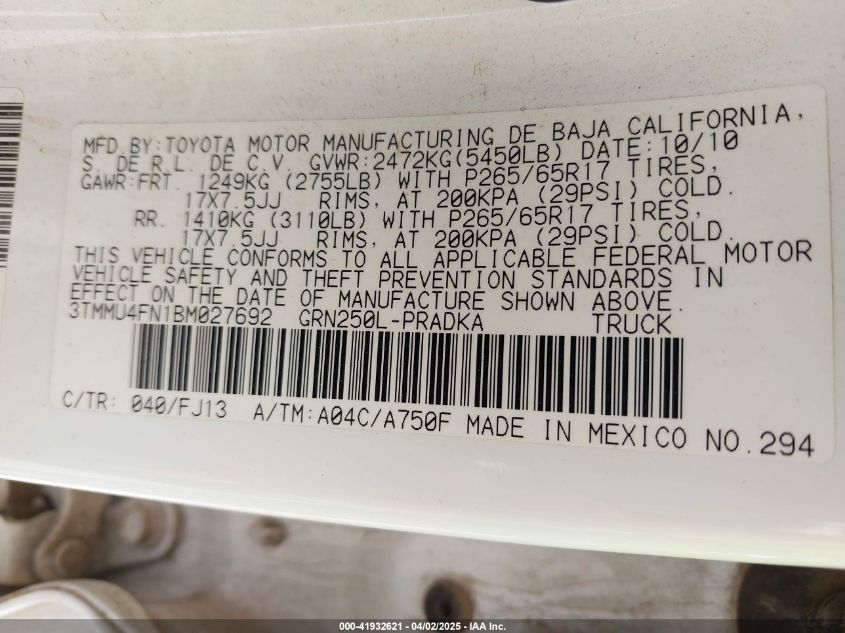 MFD.BY:TOYOTA MOTOR MANUFACTURING DE BAJA CALIFORNIA,
S. DE R.L. DE C.V. GVWR:2472KG(5450LB) DATE:10/10
GAWR:FRT. 1249KG (2755LB) WITH P265/65R17 TIRES,
17X7.5JJ RIMS, AT 200KPA (29PSI) COLD.
RR. 1410KG (3110LB) WITH P265/65R17 TIRES,
17X7.5JJ RIMS, AT 200KPA (29PSI) COLD.
THIS VEHICLE CONFORMS TO ALL APPLICABLE FEDERAL MOTOR
VEHICLE SAFETY AND THEFT PREVENTION STANDARDS IN
EFFECT ON THE DATE OF MANUFACTURE SHOWN ABOVE.
3TMMU4FN1BM027692 GRN250L-PRADKA TRUCK
C/TR: 040/FJ13 A/TM:A04C/A750F MADE IN MEXICO NO.294
000-41932621 - 04/02/2025 - IAA Inc.